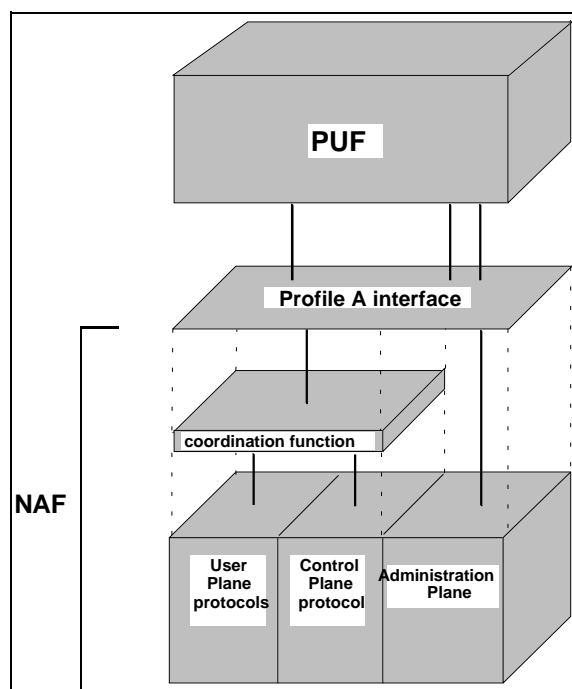 PUF
Profile A interface
coordination function
NAF
User
Plane
protocols
Control
Plane
protocol
Administration
Plane